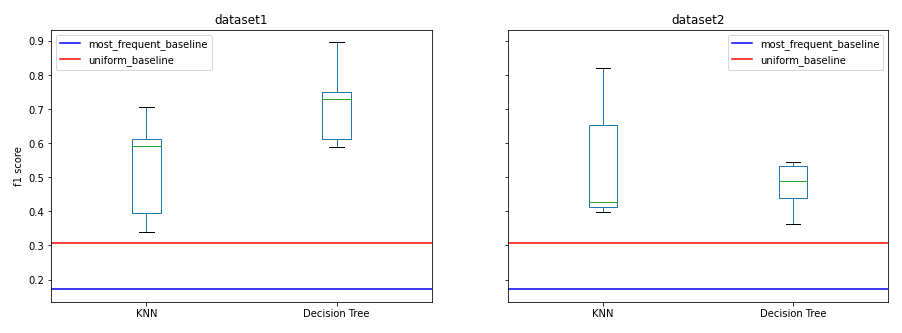 dataset1
most_frequent_baseline
uniform_baseline
0.9
0.8
0.7
0.6
0.5
0.4
0.3
0.2
f1 score
KNN
Decision Tree
dataset2
most_frequent_baseline
uniform_baseline
KNN
Decision Tree